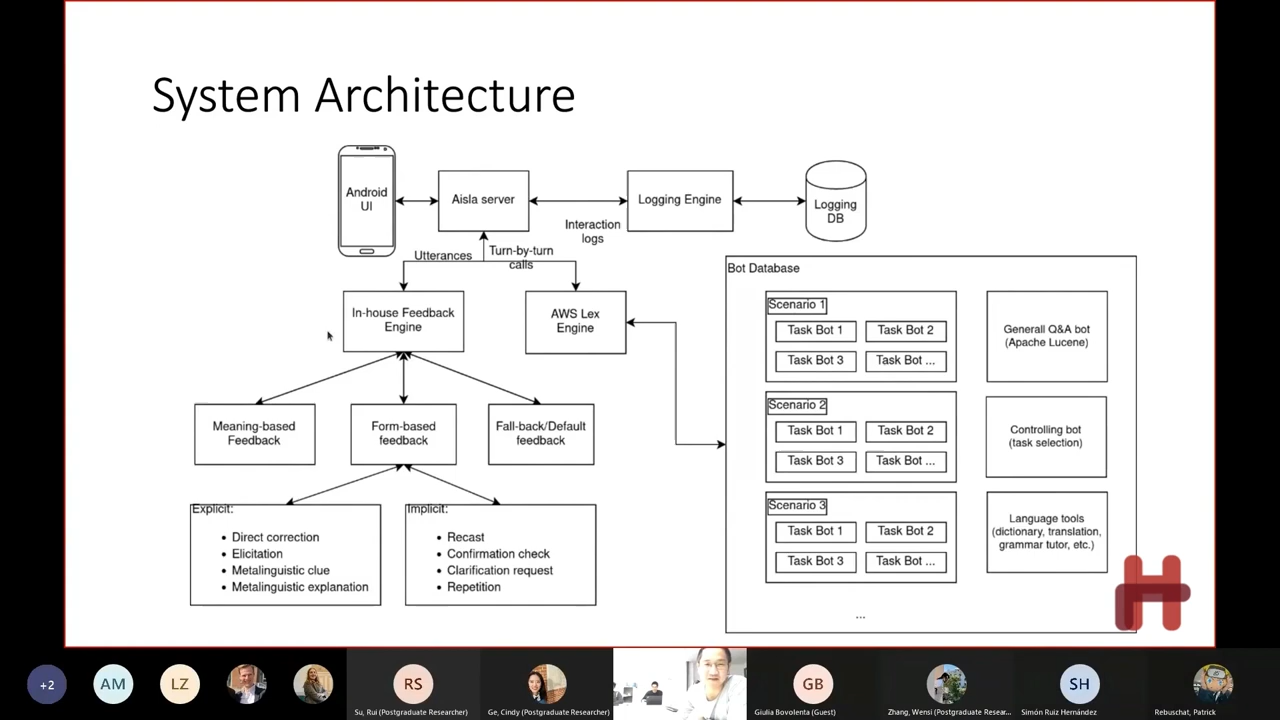 System Architecture
Android
UI
Aisla server
Logging Engine
Logging
DB
Interaction
logs
Utterances
Turn-by-turn
calls
In-house Feedback
Engine
AWS Lex
Engine
Meaning-based
Feedback
Form-based
feedback
Fall-back/Default
feedback
Explicit:
• Direct correction
• Elicitation
• Metalinguistic clue
• Metalinguistic explanation
Implicit:
• Recast
• Confirmation check
• Clarification request
• Repetition
Bot Database
Scenario 1
Task Bot 1
Task Bot 2
Task Bot 3
Task Bot ...
Scenario 2
Task Bot 1
Task Bot 2
Task Bot 3
Task Bot ...
Scenario 3
Task Bot 1
Task Bot 2
Task Bot 3
Task Bot ...
...
Generall Q&A bot
(Apache Lucene)
Controlling bot
(task selection)
Language tools
(dictionary, translation,
grammar tutor, etc.)
H
+2
AM
LZ
RS
Su, Rui (Postgraduate Researcher)
Ge, Cindy (Postgraduate Researcher)
GB
Giulia Bovolenta (Guest)
Zhang, Wensi (Postgraduate Resear...
SH
Simón Ruiz Hernández
Rebuschat, Patrick